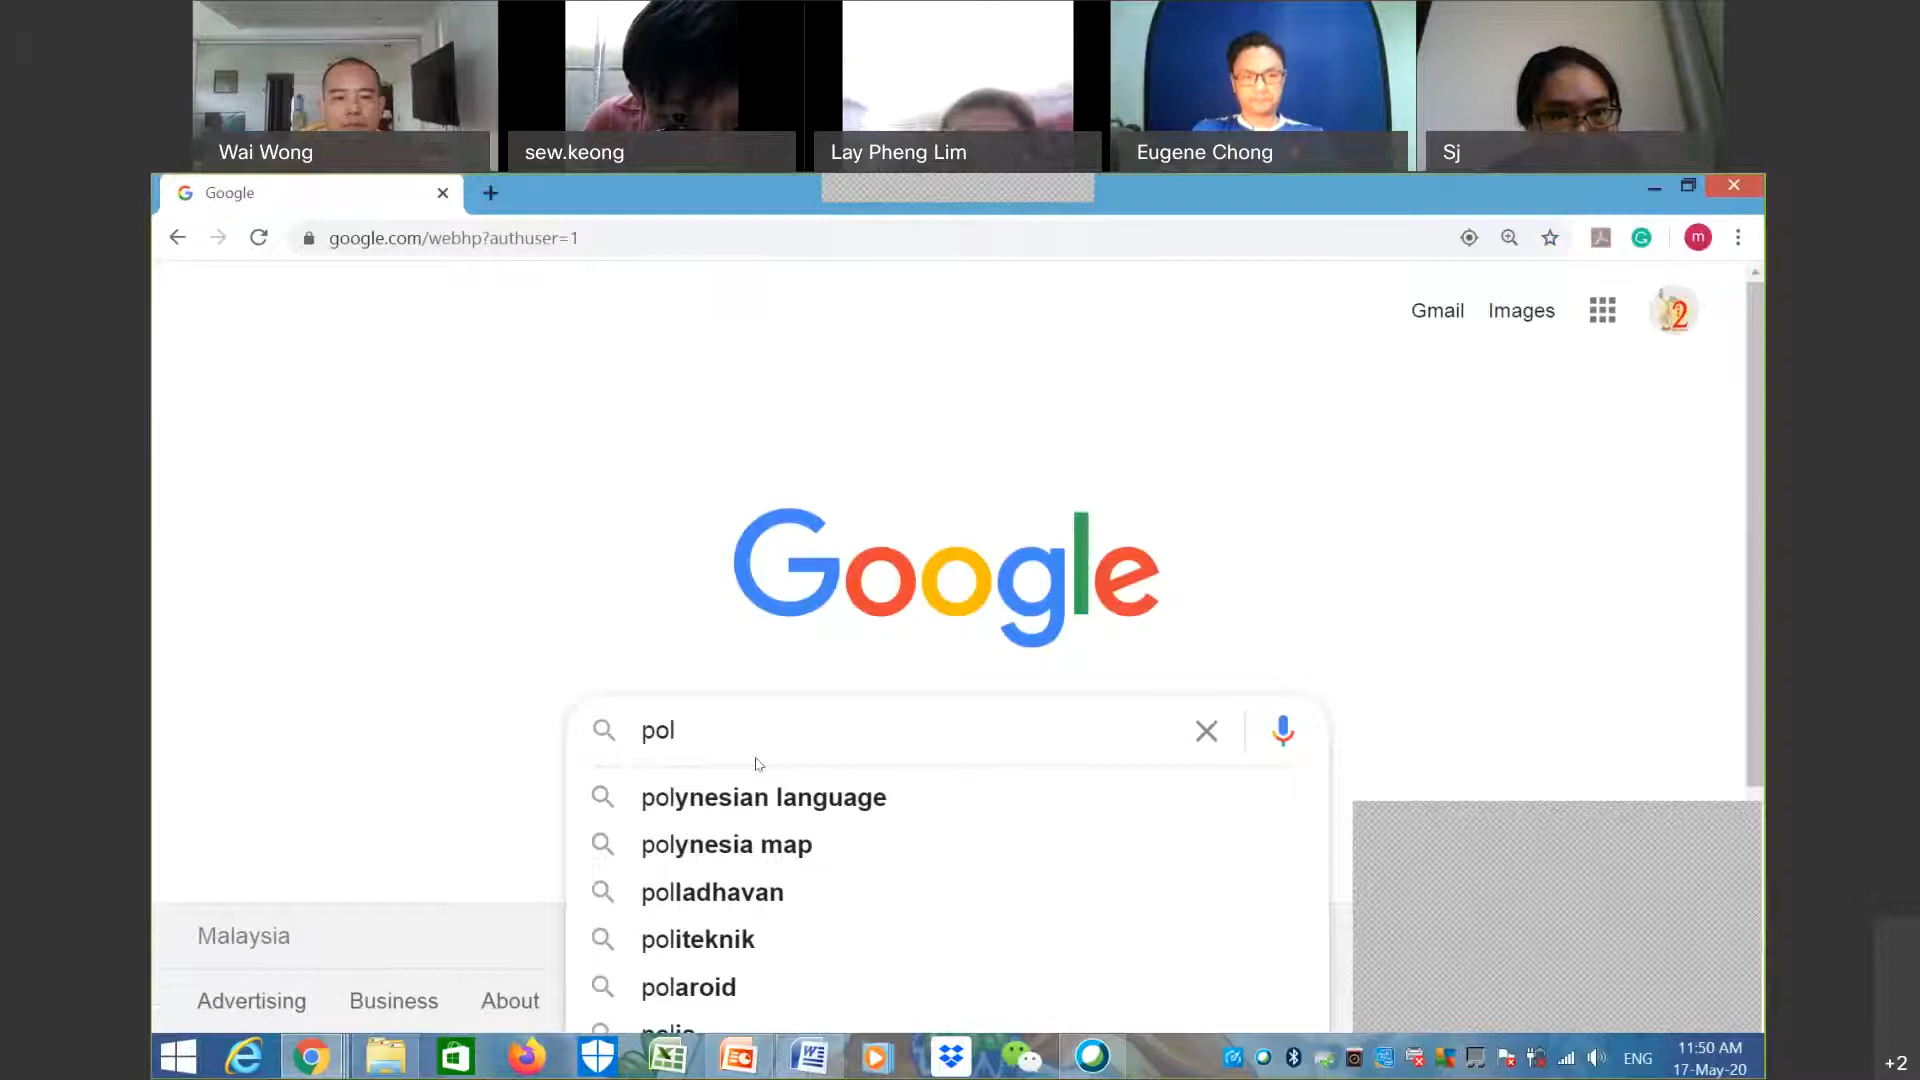 Wai Wong
sew.keong
Lay Pheng Lim
Eugene Chong
Sj
Google
google.com/webhp?authuser=1
m
Gmail
Images
2
Google
pol
polynesian language
polynesia map
polladhavan
politeknik
polaroid
Malaysia
Advertising
Business
About
ENG
11:50 AM
17-May-20
+2